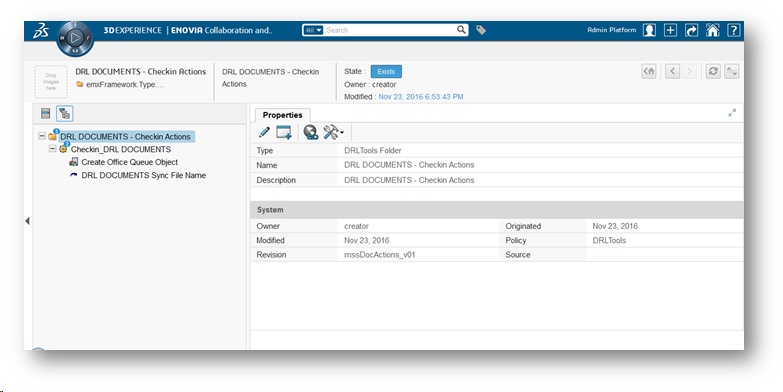 3DEXPERIENCE | ENOVIA Collaboration and..
All Search
Admin Platform
Drop images here
DRL DOCUMENTS - Checkin Actions
emxFramework Type....
DRL DOCUMENTS - Checkin
Actions
State : Exists
Owner : creator
Modified : Nov 23, 2016 6:53:43 PM
DRL DOCUMENTS - Checkin Actions
Checkin_DRL DOCUMENTS
Create Office Queue Object
DRL DOCUMENTS Sync File Name
Properties
Type DRLTools Folder
Name DRL DOCUMENTS - Checkin Actions
Description DRL DOCUMENTS - Checkin Actions
System
Owner creator Originated Nov 23, 2016
Modified Nov 23, 2016 Policy DRLTools
Revision mssDocActions_v01 Source